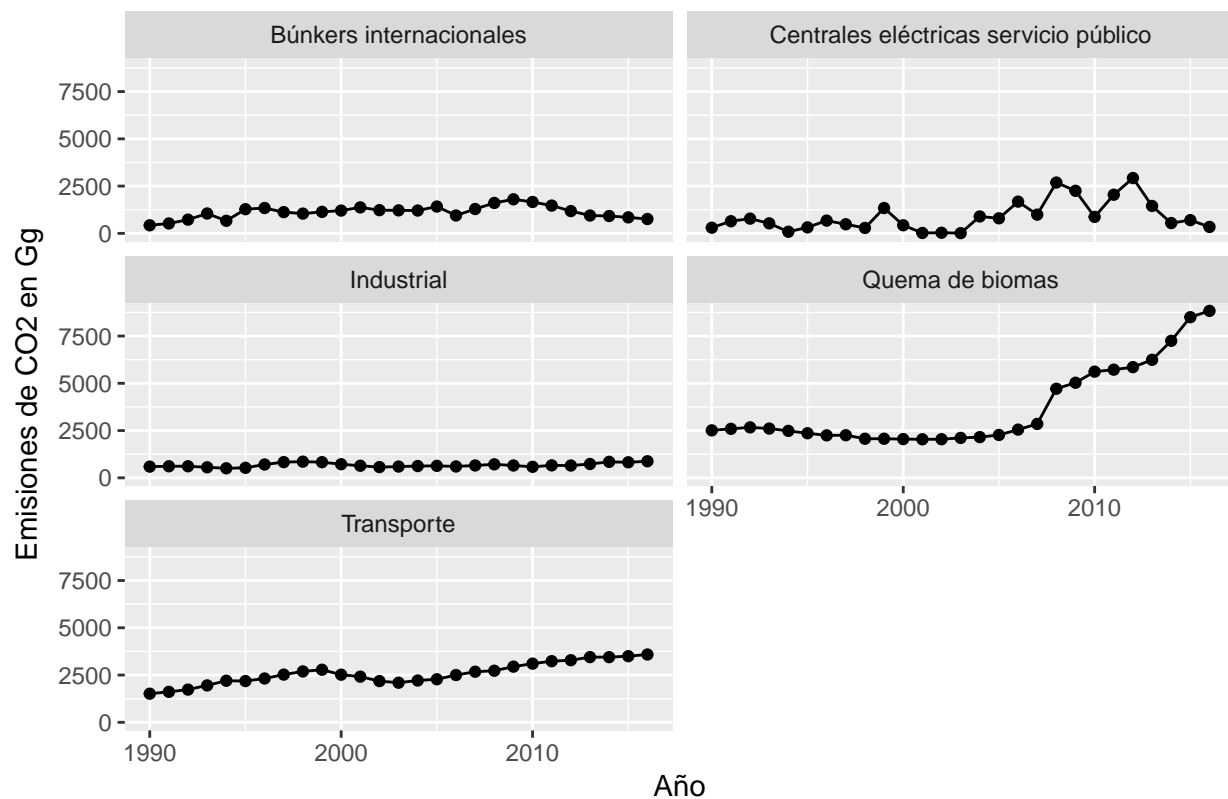 Búnkers internacionales
Centrales eléctricas servicio público
7500
5000
2500
0
Industrial
Quema de biomas
7500
5000
2500
0
1990
2000
2010
Transporte
7500
5000
2500
0
1990
2000
2010
Emisiones de CO2 en Gg
Año